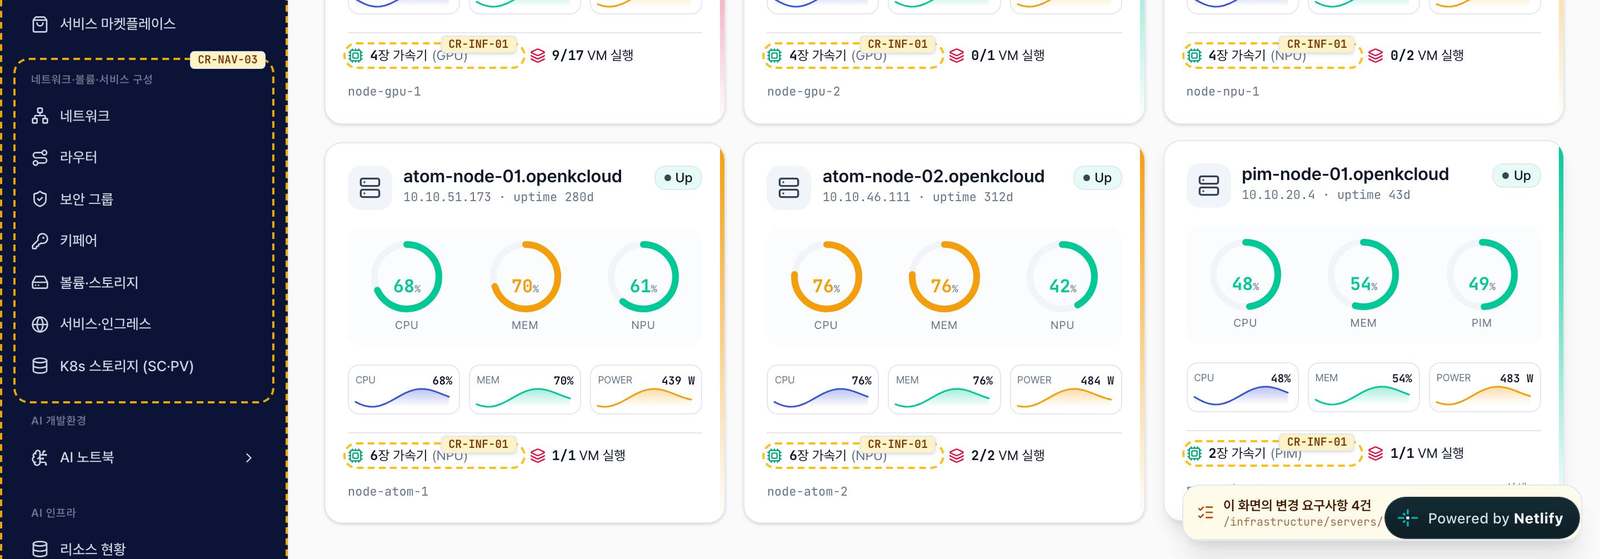 서비스 마켓플레이스
CR-NAV-03
네트워크·볼륨·서비스 구성
네트워크
라우터
보안 그룹
키페어
볼륨·스토리지
서비스·인그레스
K8s 스토리지 (SC·PV)
AI 개발환경
AI 노트북
AI 인프라
리소스 현황
CR-INF-01
4장 가속기 (GPU)
9/17 VM 실행
node-gpu-1
CR-INF-01
4장 가속기 (GPU)
0/1 VM 실행
node-gpu-2
CR-INF-01
4장 가속기 (NPU)
0/2 VM 실행
node-npu-1
atom-node-01.openkcloud
Up
10.10.51.173 · uptime 280d
68%
70%
61%
CPU
MEM
NPU
CPU 68%
MEM 70%
POWER 439 W
CR-INF-01
6장 가속기 (NPU)
1/1 VM 실행
node-atom-1
atom-node-02.openkcloud
Up
10.10.46.111 · uptime 312d
76%
76%
42%
CPU
MEM
NPU
CPU 76%
MEM 76%
POWER 484 W
CR-INF-01
6장 가속기 (NPU)
2/2 VM 실행
node-atom-2
pim-node-01.openkcloud
Up
10.10.20.4 · uptime 43d
48%
54%
49%
CPU
MEM
PIM
CPU 48%
MEM 54%
POWER 483 W
CR-INF-01
2장 가속기 (PIM)
1/1 VM 실행
이 화면의 변경 요구사항 4건
/infrastructure/servers/
Powered by Netlify